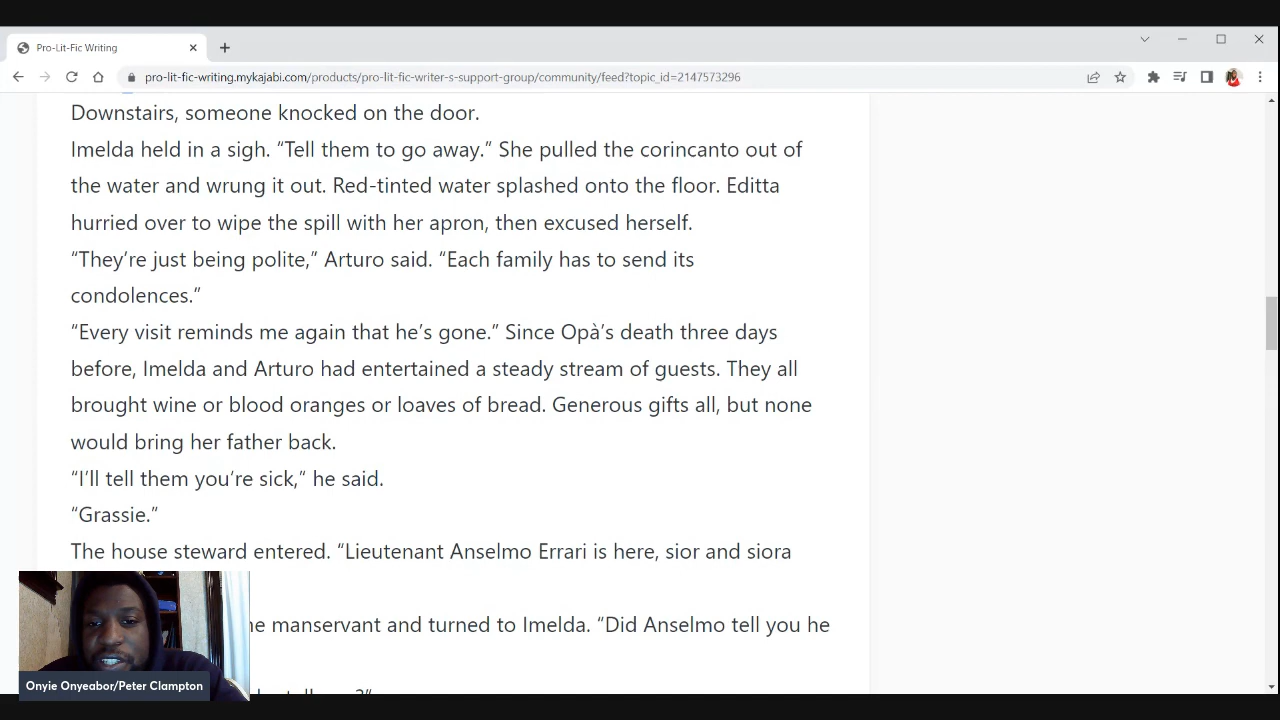 Pro-Lit-Fic Writing
pro-lit-fic-writing.mykajabi.com/products/pro-lit-fic-writer-s-support-group/community/feed?topic_id=2147573296
Downstairs, someone knocked on the door.
Imelda held in a sigh. “Tell them to go away.” She pulled the corincanto out of
the water and wrung it out. Red-tinted water splashed onto the floor. Editta
hurried over to wipe the spill with her apron, then excused herself.
“They’re just being polite,” Arturo said. “Each family has to send its
condolences.”
“Every visit reminds me again that he’s gone.” Since Opà’s death three days
before, Imelda and Arturo had entertained a steady stream of guests. They all
brought wine or blood oranges or loaves of bread. Generous gifts all, but none
would bring her father back.
“I’ll tell them you’re sick,” he said.
“Grassie.”
The house steward entered. “Lieutenant Anselmo Errari is here, sior and siora
he manservant and turned to Imelda. “Did Anselmo tell you he
Onyie Onyeabor/Peter Clampton